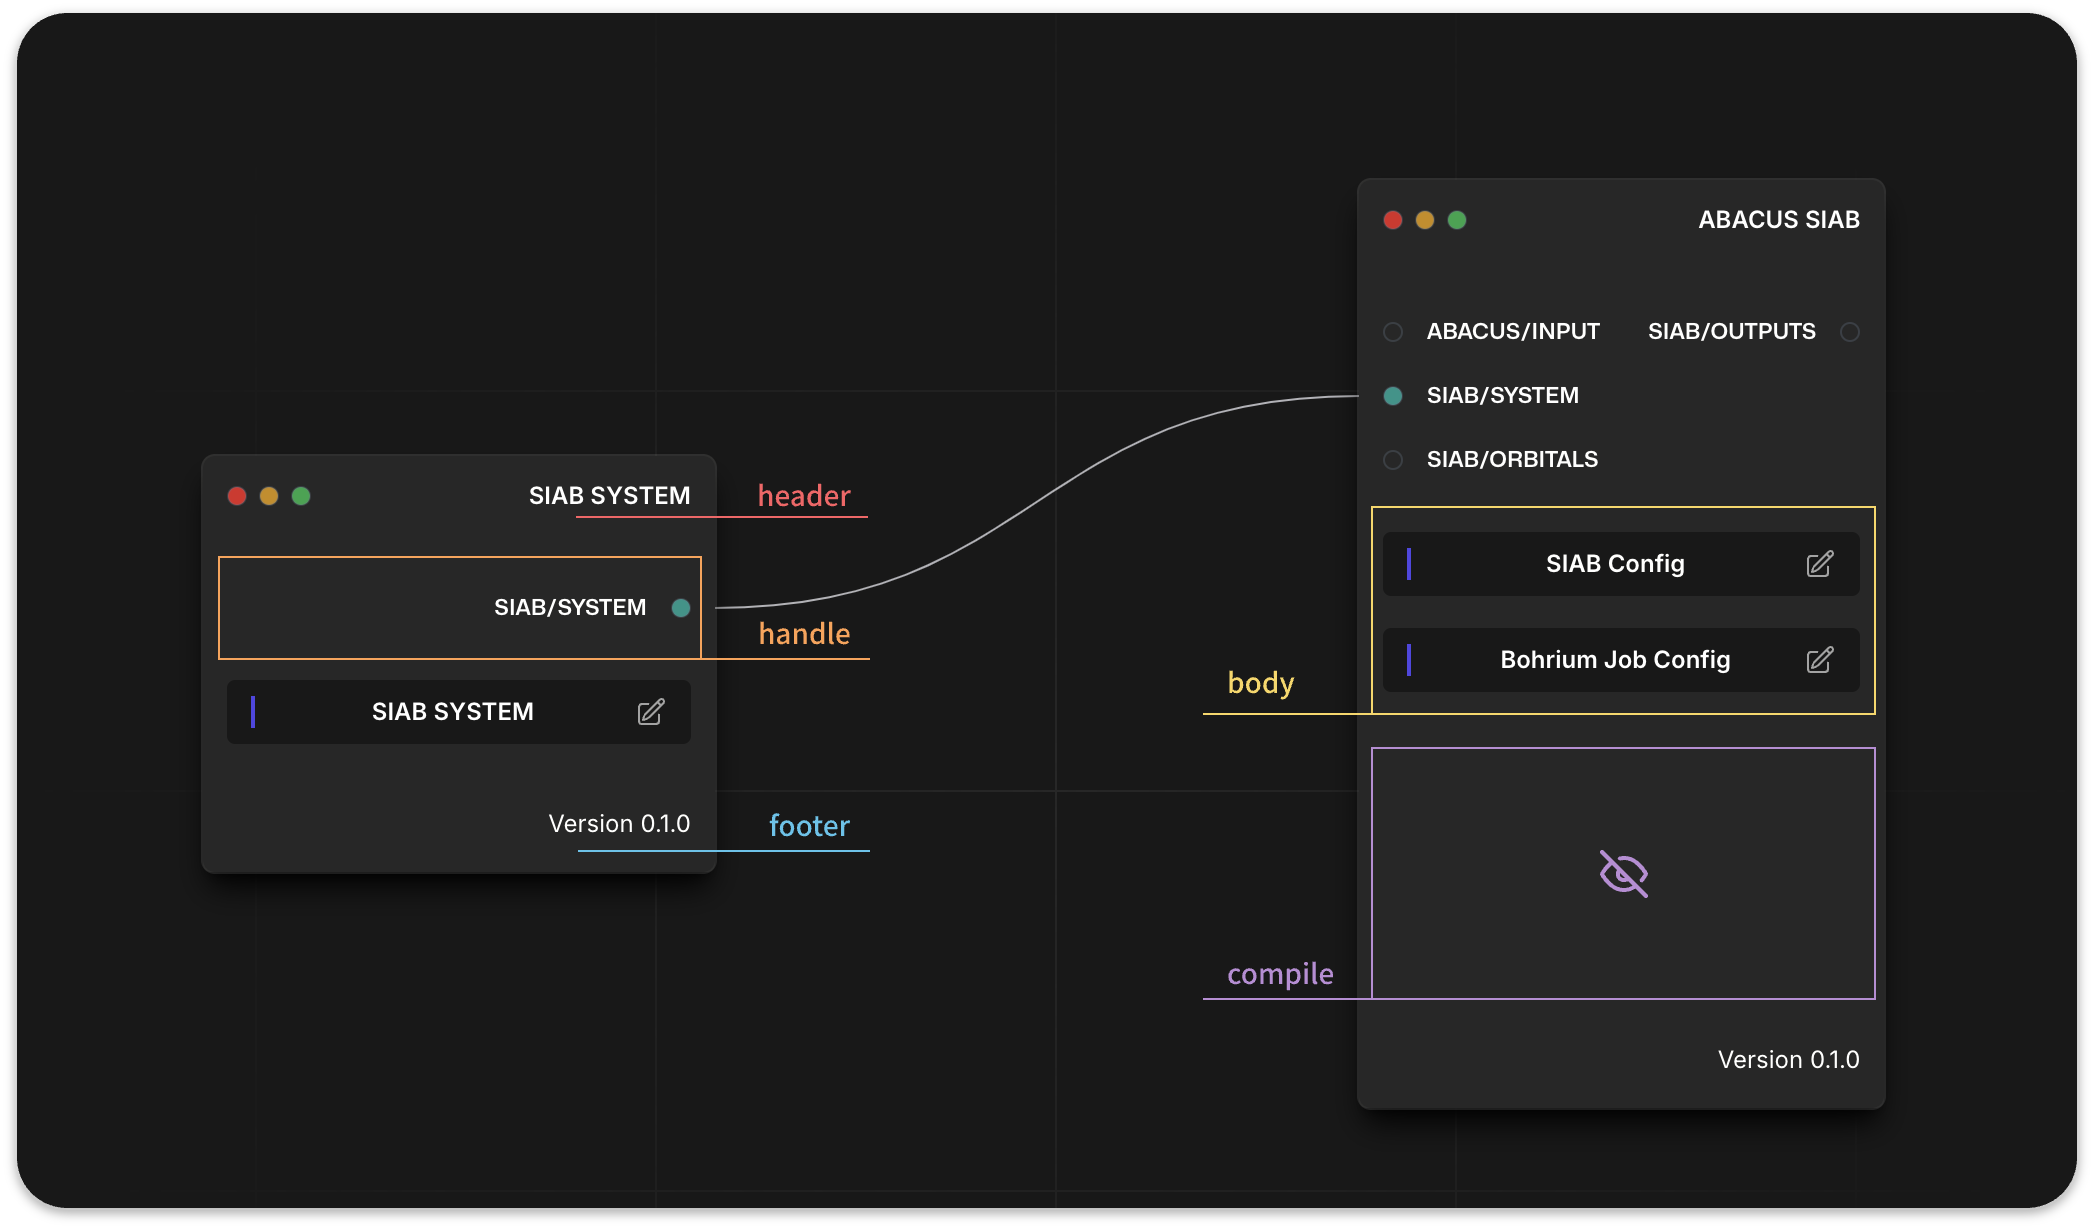 SIAB SYSTEM
header
SIAB/SYSTEM
handle
SIAB SYSTEM
Version 0.1.0
footer
ABACUS SIAB
ABACUS/INPUT SIAB/OUTPUTS
SIAB/SYSTEM
SIAB/ORBITALS
SIAB Config
Bohrium Job Config
body
compile
Version 0.1.0